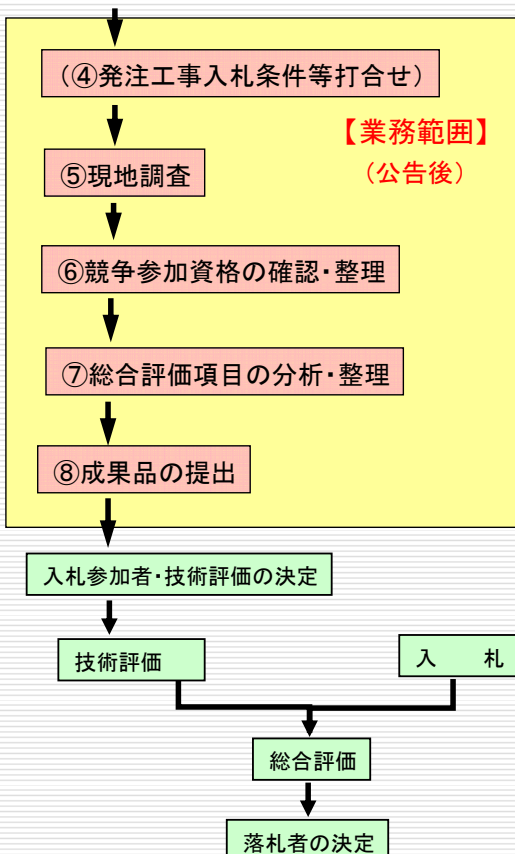 （④発注工事入札条件等打合せ）
【業務範囲】
（公告後）
⑤現地調査
⑥競争参加資格の確認・整理
⑦総合評価項目の分析・整理
⑧成果品の提出
入札参加者・技術評価の決定
技術評価
入　札
総合評価
落札者の決定